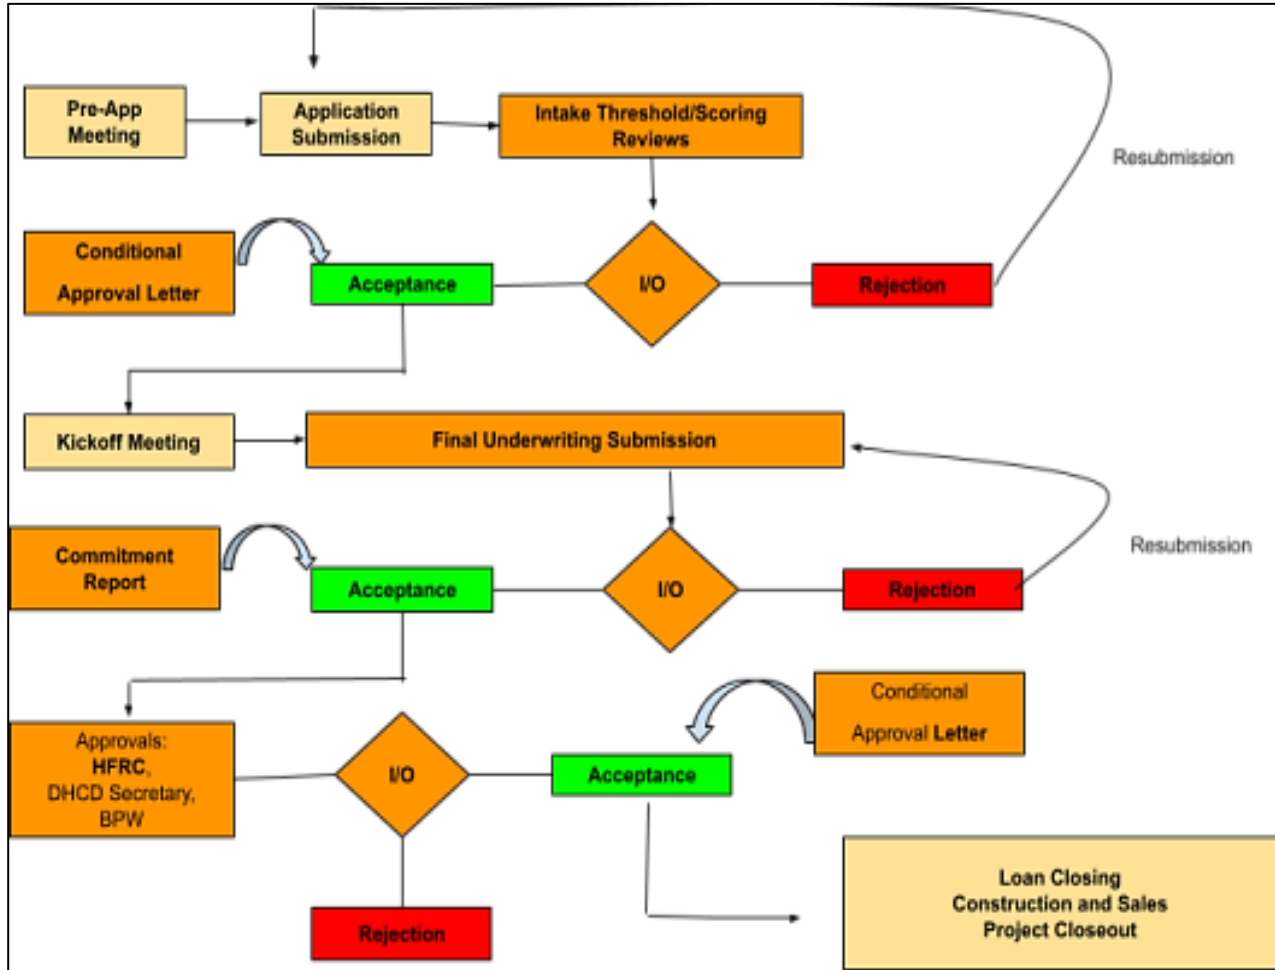 Pre-App
Meeting
Application
Submission
Intake Threshold/Scoring
Reviews
Resubmission
Conditional
Approval Letter
Acceptance
I/O
Rejection
Kickoff Meeting
Final Underwriting Submission
Commitment
Report
Acceptance
I/O
Rejection
Resubmission
Approvals:
HFRC,
DHCD Secretary,
BPW
I/O
Acceptance
Conditional
Approval Letter
Rejection
Loan Closing
Construction and Sales
Project Closeout